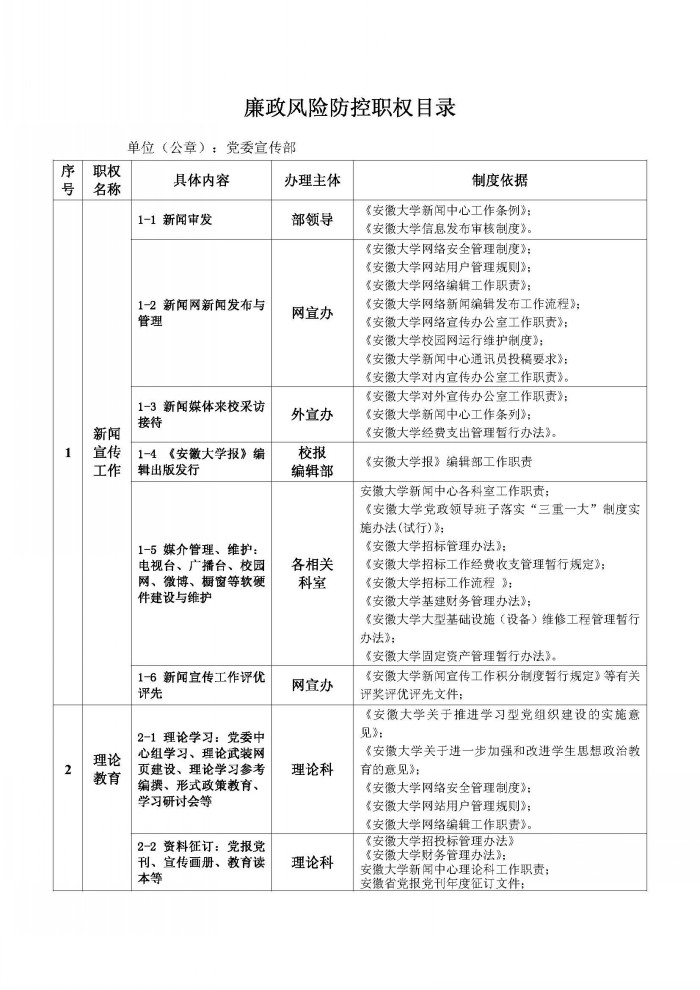 廉政风险防控职权目录
单位（公章）：党委宣传部
序号 职权名称 具体内容 办理主体 制度依据
1 新闻宣传工作
1-1 新闻审发 部领导
《安徽大学新闻中心工作条例》；
《安徽大学信息发布审核制度》。
1-2 新闻网新闻发布与
管理
网宣办
《安徽大学网络安全管理制度》；
《安徽大学网站用户管理规则》；
《安徽大学网络编辑工作职责》；
《安徽大学网络新闻编辑发布工作流程》；
《安徽大学网络宣传办公室工作职责》；
《安徽大学校园网运行维护制度》；
《安徽大学新闻中心通讯员投稿要求》；
《安徽大学对内宣传办公室工作职责》。
1-3 新闻媒体来校采访
接待
外宣办
《安徽大学对外宣传办公室工作职责》；
《安徽大学新闻中心工作条列》；
《安徽大学经费支出管理暂行办法》。
1-4 《安徽大学报》编
辑出版发行
校报
编辑部
《安徽大学报》编辑部工作职责
1-5 媒介管理、维护：
电视台、广播台、校园
网、微博、橱窗等软硬
件建设与维护
各相关
科室
安徽大学新闻中心各科室工作职责；
《安徽大学党政领导班子落实“三重一大”制度实
施办法(试行)》；
《安徽大学招标管理办法》；
《安徽大学招标工作经费收支管理暂行规定》；
《安徽大学招标工作流程 》；
《安徽大学基建财务管理办法》；
《安徽大学大型基础设施（设备）维修工程管理暂行
办法》；
《安徽大学固定资产管理暂行办法》。
1-6 新闻宣传工作评优
评先
网宣办
《安徽大学新闻宣传工作积分制度暂行规定》等有关
评奖评优评先文件；
2 理论教育
2-1 理论学习：党委中
心组学习、理论武装网
页建设、理论学习参考
编撰、形式政策教育、
学习研讨会等
理论科
《安徽大学关于推进学习型党组织建设的实施意
见》；
《安徽大学关于进一步加强和改进学生思想政治教
育的意见》；
《安徽大学网络安全管理制度》；
《安徽大学网站用户管理规则》；
《安徽大学网络编辑工作职责》。
2-2 资料征订：党报党
刊、宣传画册、教育读
本等
理论科
《安徽大学招投标管理办法》
《安徽大学财务管理办法》；
安徽大学新闻中心理论科工作职责；
安徽省党报党刊年度征订文件；